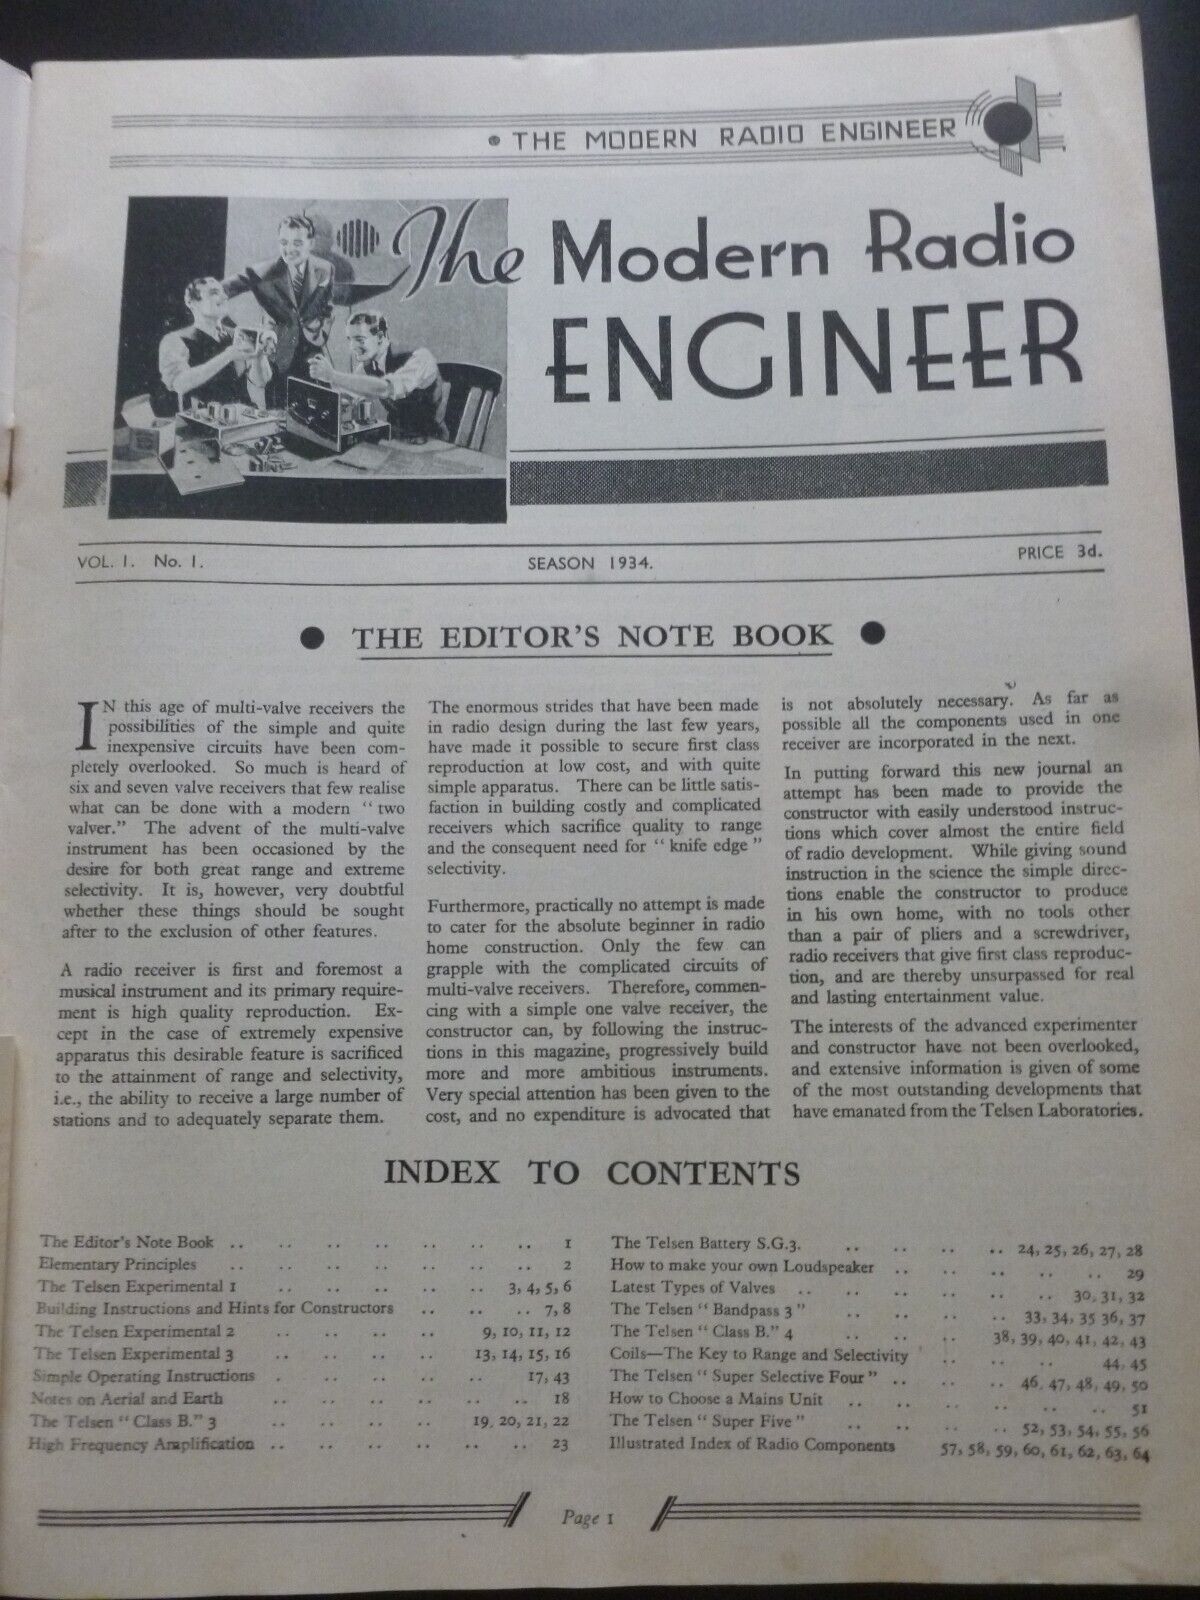 • THE MODERN RADIO ENGINEER
The Modern Radio
ENGINEER
VOL. 1. No. 1.
SEASON 1934.
PRICE 3d.
● THE EDITOR'S NOTE BOOK ●
IN this age of multi-valve receivers the
possibilities of the simple and quite
inexpensive circuits have been com-
pletely overlooked. So much is heard of
six and seven valve receivers that few realise
what can be done with a modern "two
valver." The advent of the multi-valve
instrument has been occasioned by the
desire for both great range and extreme
selectivity. It is, however, very doubtful
whether these things should be sought
after to the exclusion of other features.
A radio receiver is first and foremost a
musical instrument and its primary require-
ment is high quality reproduction. Ex-
cept in the case of extremely expensive
apparatus this desirable feature is sacrificed
to the attainment of range and selectivity,
i.e., the ability to receive a large number of
stations and to adequately separate them.
The enormous strides that have been made
in radio design during the last few years,
have made it possible to secure first class
reproduction at low cost, and with quite
simple apparatus. There can be little satis-
faction in building costly and complicated
receivers which sacrifice quality to range
and the consequent need for "knife edge"
selectivity.
Furthermore, practically no attempt is made
to cater for the absolute beginner in radio
home construction. Only the few can
grapple with the complicated circuits of
multi-valve receivers. Therefore, commen-
cing with a simple one valve receiver, the
constructor can, by following the instruc-
tions in this magazine, progressively build
more and more ambitious instruments.
Very special attention has been given to the
cost, and no expenditure is advocated that
is not absolutely necessary. As far as
possible all the components used in one
receiver are incorporated in the next.
In putting forward this new journal an
attempt has been made to provide the
constructor with easily understood instruc-
tions which cover almost the entire field
of radio development. While giving sound
instruction in the science the simple direc-
tions enable the constructor to produce
in his own home, with no tools other
than a pair of pliers and a screwdriver,
radio receivers that give first class reproduc-
tion, and are thereby unsurpassed for real
and lasting entertainment value.
The interests of the advanced experimenter
and constructor have not been overlooked,
and extensive information is given of some
of the most outstanding developments that
have emanated from the Telsen Laboratories.
INDEX TO CONTENTS
The Editor's Note Book .. .. .. .. .. .. .. 1
Elementary Principles .. .. .. .. .. .. .. 2
The Telsen Experimental 1 .. .. .. .. .. 3, 4, 5, 6
Building Instructions and Hints for Constructors .. .. .. 7, 8
The Telsen Experimental 2 .. .. .. .. 9, 10, 11, 12
The Telsen Experimental 3 .. .. .. .. 13, 14, 15, 16
Simple Operating Instructions . .. .. .. .. 17, 43
Notes on Aerial and Earth .. .. .. .. .. .. 18
The Telsen "Class B." 3 .. .. .. .. 19, 20, 21, 22
High Frequency Amplification .. .. .. .. .. .. 23
The Telsen Battery S.G.3. .. .. .. .. 24, 25, 26, 27, 28
How to make your own Loudspeaker .. .. .. .. .. 29
Latest Types of Valves .. .. .. .. .. .. 30, 31, 32
The Telsen "Bandpass 3" .. .. .. .. 33, 34, 35 36, 37
The Telsen "Class B." 4 .. .. .. 38, 39, 40, 41, 42, 43
Coils—The Key to Range and Selectivity .. .. .. 44, 45
The Telsen "Super Selective Four" .. .. .. 46, 47, 48, 49, 50
How to Choose a Mains Unit .. .. .. .. .. .. 51
The Telsen "Super Five" .. .. .. .. 52, 53, 54, 55, 56
Illustrated Index of Radio Components 57, 58, 59, 60, 61, 62, 63, 64
Page 1